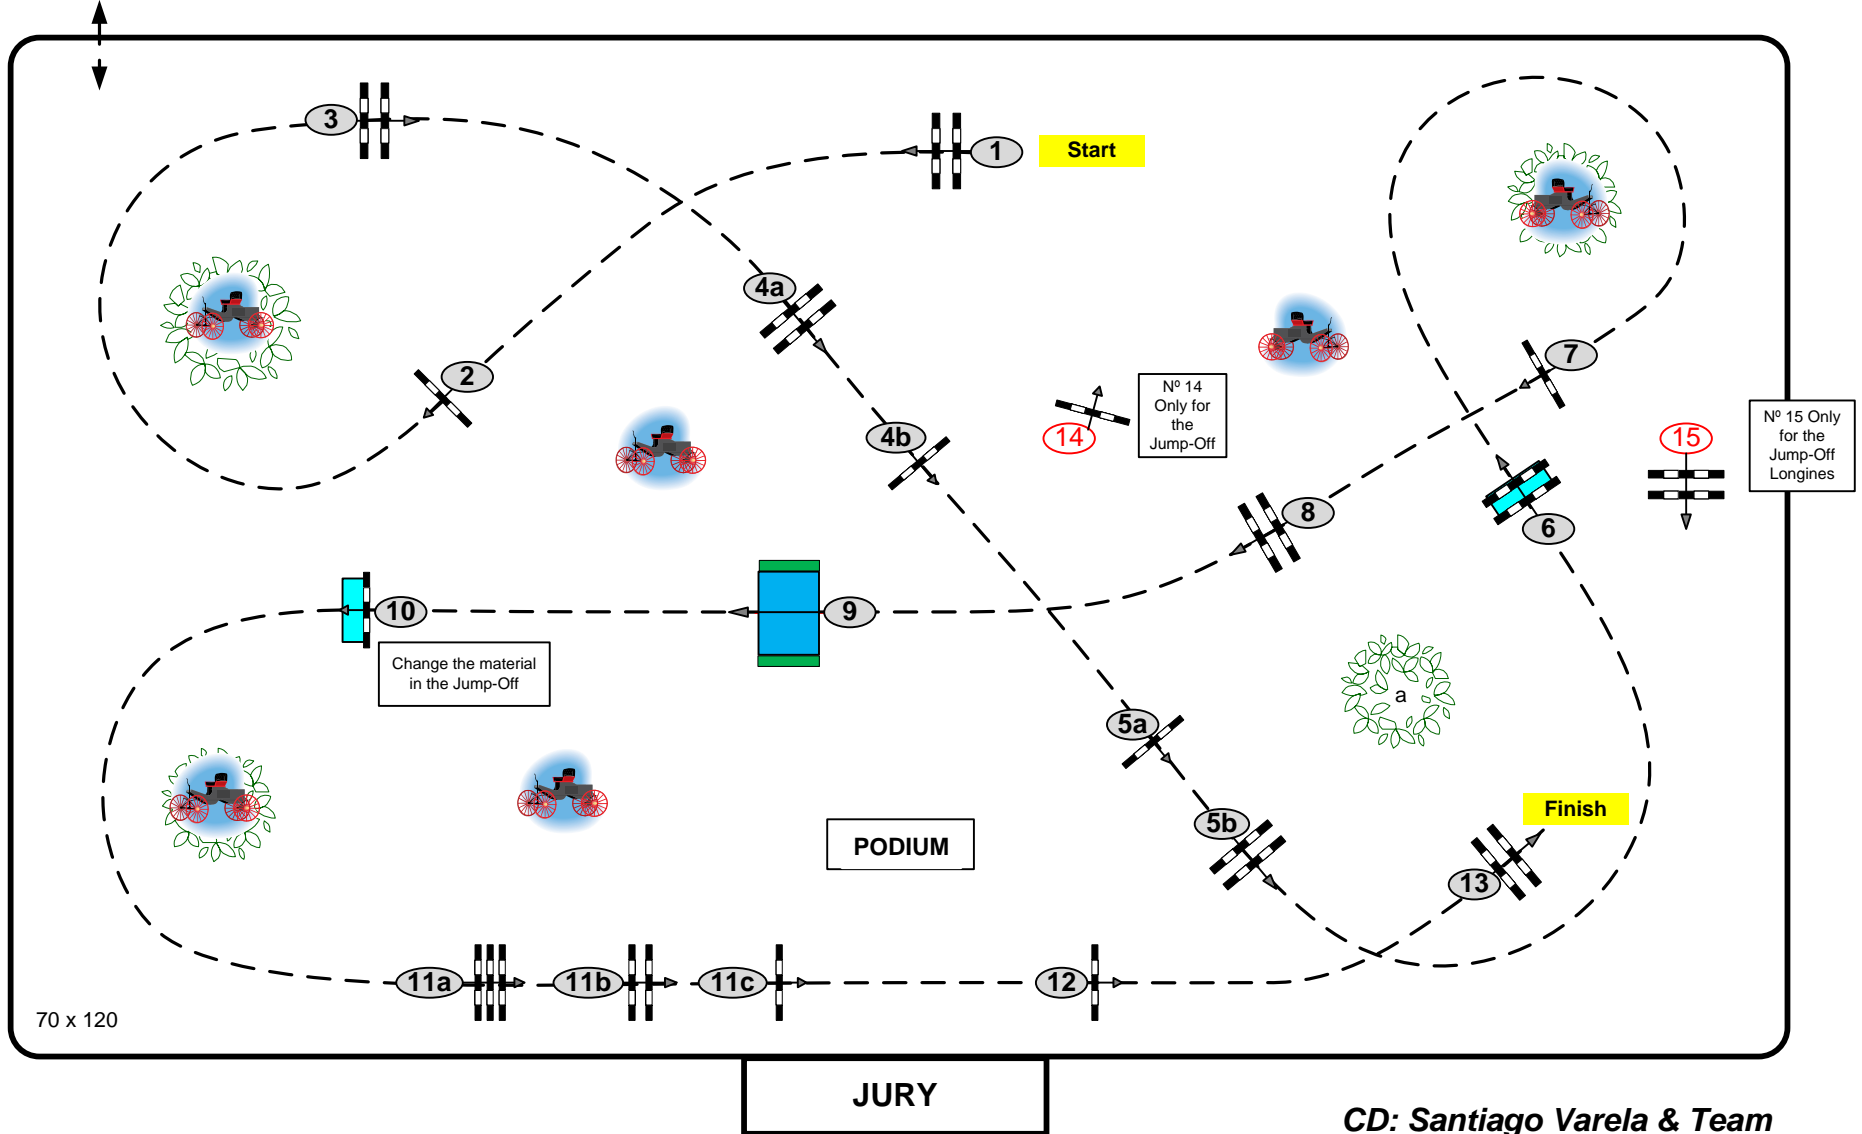 3
1
Start
4a
2
7
Nº 14
Only for
the
Jump-Off
14
4b
15
Nº 15 Only
for the
Jump-Off
Longines
8
6
10
9
Change the material
in the Jump-Off
a
5a
Finish
5b
PODIUM
13
11a
11b
11c
12
70 x 120
JURY
CD: Santiago Varela & Team